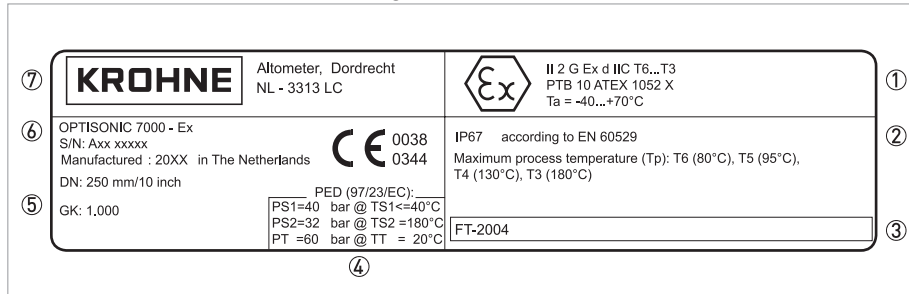 ⑦
KROHNE
Altometer, Dordrecht
NL - 3313 LC
Ex
II 2 G Ex d IIC T6...T3
PTB 10 ATEX 1052 X
Ta = -40...+70°C
①
⑥
OPTISONIC 7000 - Ex
S/N: Axx xxxxx
Manufactured : 20XX in The Netherlands
CE
0038
0344
IP67 according to EN 60529
②
Maximum process temperature (Tp): T6 (80°C), T5 (95°C),
T4 (130°C), T3 (180°C)
DN: 250 mm/10 inch
⑤
GK: 1.000
PED (97/23/EC):
PS1=40 bar @ TS1<=40°C
PS2=32 bar @ TS2 =180°C
PT =60 bar @ TT = 20°C
④
FT-2004
③